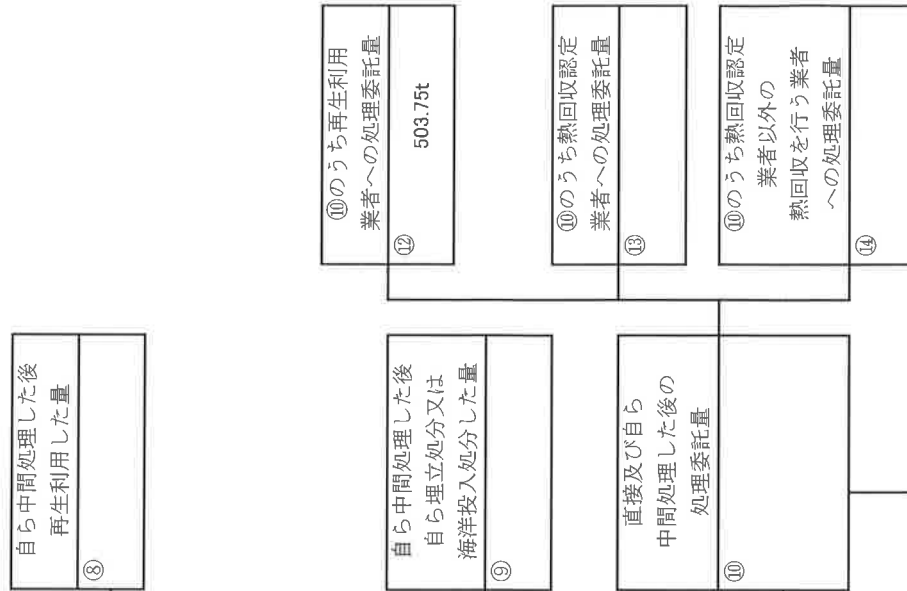 自ら中間処理した後
再生利用した量
⑧
自ら中間処理した後
自ら埋立処分又は
海洋投入処分した量
⑨
直接及び自ら
中間処理した後の
処理委託量
⑩
⑩のうち再生利用
業者への処理委託量
⑫
503.75t
⑩のうち熱回収認定
業者への処理委託量
⑬
⑩のうち熱回収認定
業者以外の
熱回収を行う業者
への処理委託量
⑭